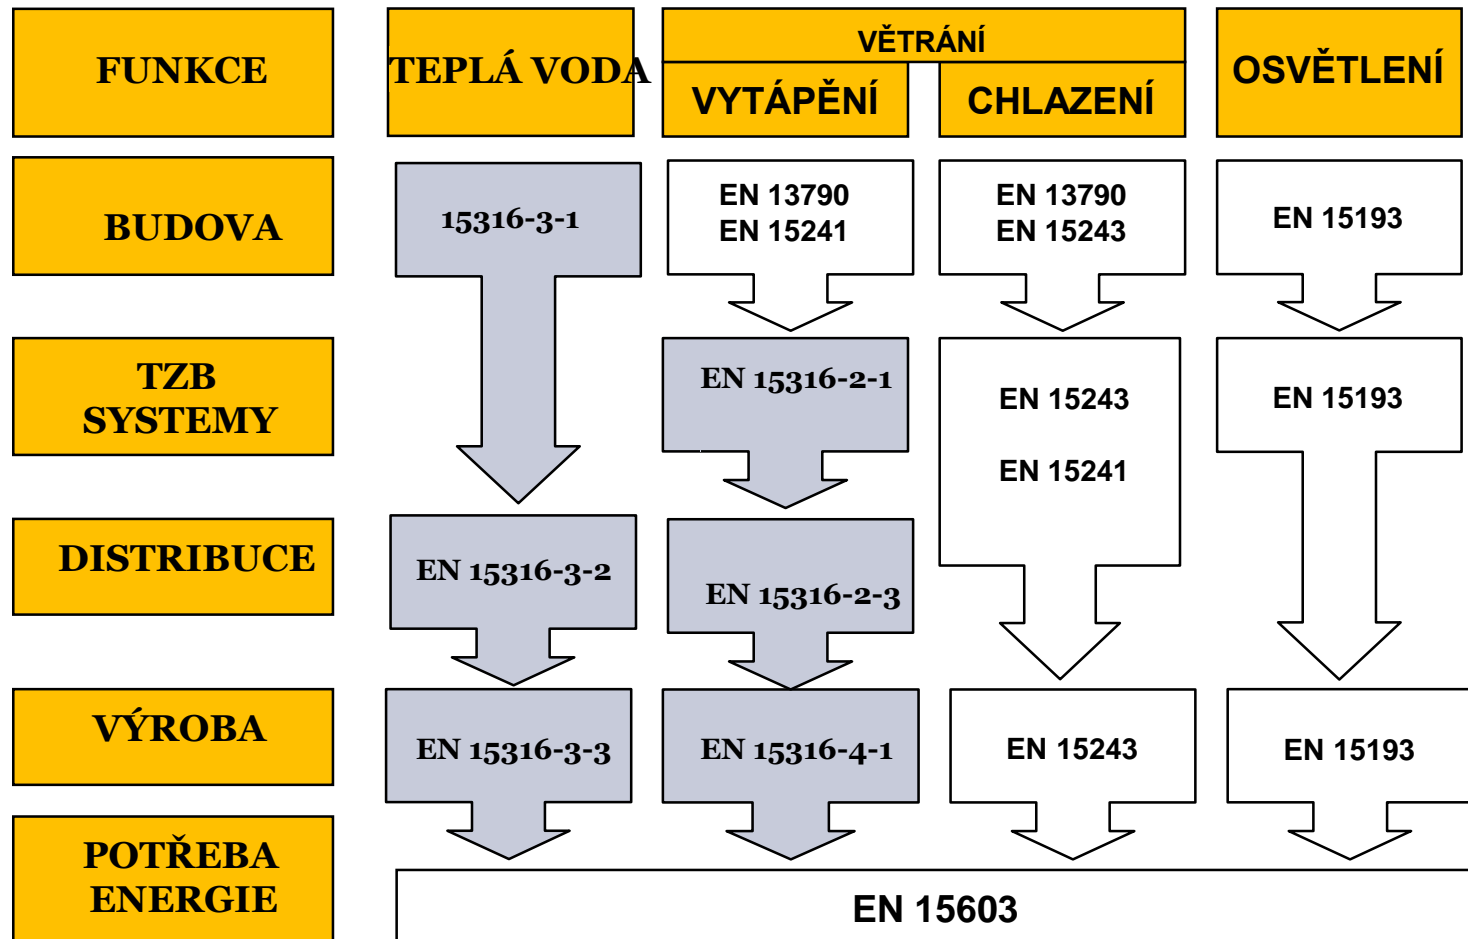 FUNKCE
TEPLÁ VODA
VĚTRÁNÍ
VYTÁPĚNÍ
CHLAZENÍ
OSVĚTLENÍ
BUDOVA
15316-3-1
EN 13790
EN 15241
EN 13790
EN 15243
EN 15193
TZB
SYSTEMY
EN 15316-2-1
EN 15243
EN 15241
EN 15193
DISTRIBUCE
EN 15316-3-2
EN 15316-2-3
VÝROBA
EN 15316-3-3
EN 15316-4-1
EN 15243
EN 15193
POTŘEBA
ENERGIE
EN 15603